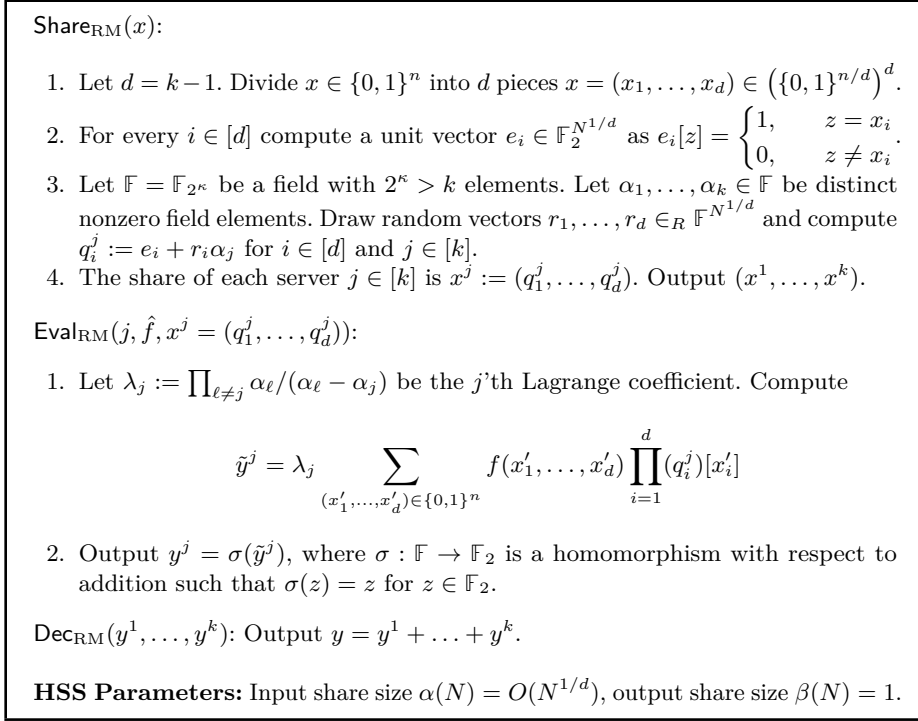 Share_RM(x):
1. Let d = k−1. Divide x ∈ {0, 1}^n into d pieces x = (x_1, . . . , x_d) ∈ ({0, 1}^{n/d})^d.
2. For every i ∈ [d] compute a unit vector e_i ∈ 𝔽_2^{N^{1/d}} as e_i[z] = {1, z = x_i; 0, z ≠ x_i.
3. Let 𝔽 = 𝔽_{2^κ} be a field with 2^κ > k elements. Let α_1, . . . , α_k ∈ 𝔽 be distinct
nonzero field elements. Draw random vectors r_1, . . . , r_d ∈_R 𝔽^{N^{1/d}} and compute
q_i^j := e_i + r_i α_j for i ∈ [d] and j ∈ [k].
4. The share of each server j ∈ [k] is x^j := (q_1^j, . . . , q_d^j). Output (x^1, . . . , x^k).
Eval_RM(j, f̂, x^j = (q_1^j, . . . , q_d^j)):
1. Let λ_j := ∏_{ℓ≠j} α_ℓ/(α_ℓ − α_j) be the j'th Lagrange coefficient. Compute
ỹ^j = λ_j ∑_{(x'_1,...,x'_d)∈{0,1}^n} f(x'_1, . . . , x'_d) ∏_{i=1}^{d} (q_i^j)[x'_i]
2. Output y^j = σ(ỹ^j), where σ : 𝔽 → 𝔽_2 is a homomorphism with respect to
addition such that σ(z) = z for z ∈ 𝔽_2.
Dec_RM(y^1, . . . , y^k): Output y = y^1 + . . . + y^k.
HSS Parameters: Input share size α(N) = O(N^{1/d}), output share size β(N) = 1.